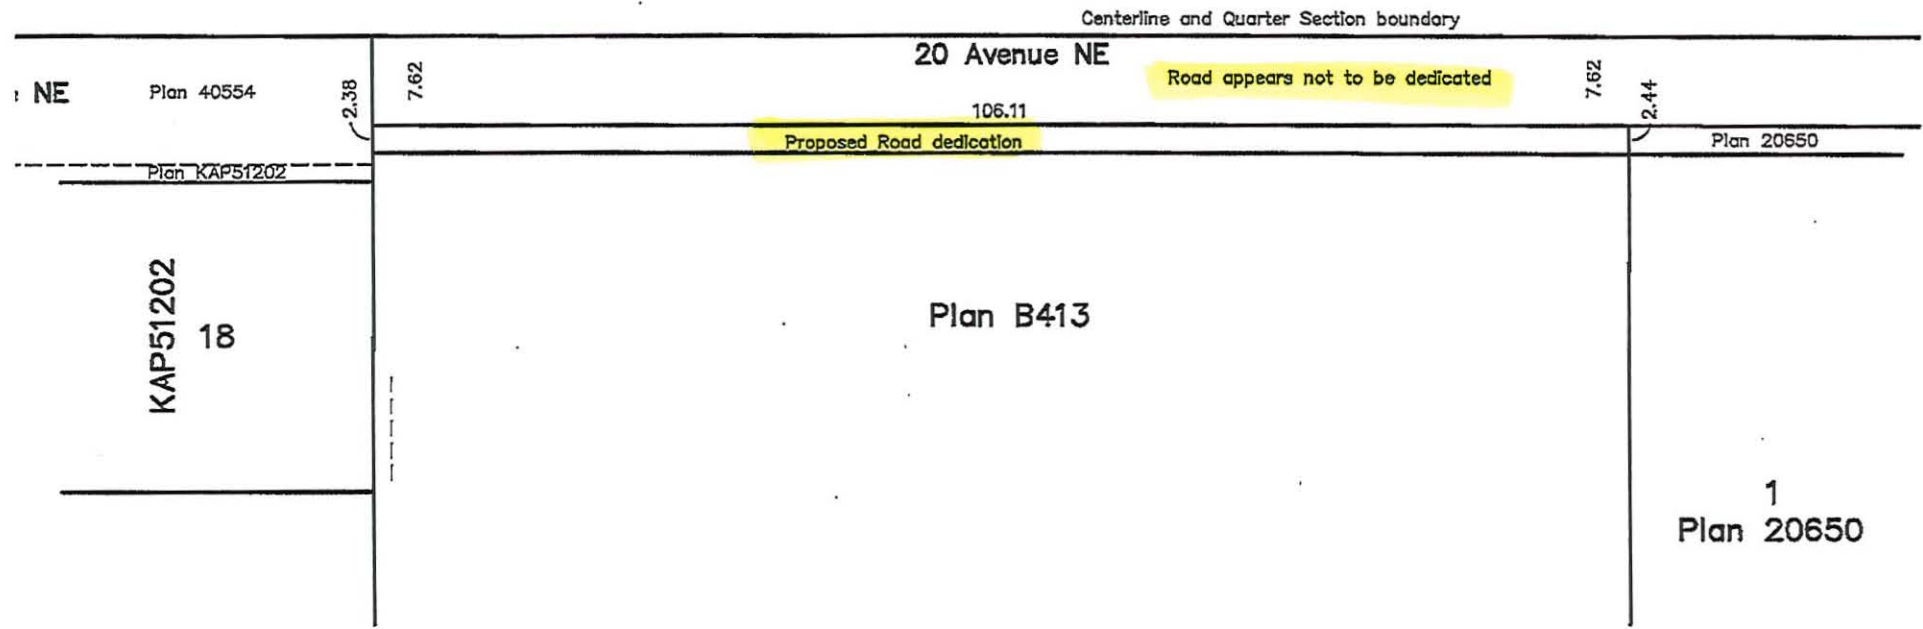 Centerline and Quarter Section boundary
20 Avenue NE
Road appears not to be dedicated
: NE
Plan 40554
2.38
7.62
7.62
2.44
106.11
Proposed Road dedication
Plan 20650
Plan KAP51202
KAP51202
18
Plan B413
1
Plan 20650